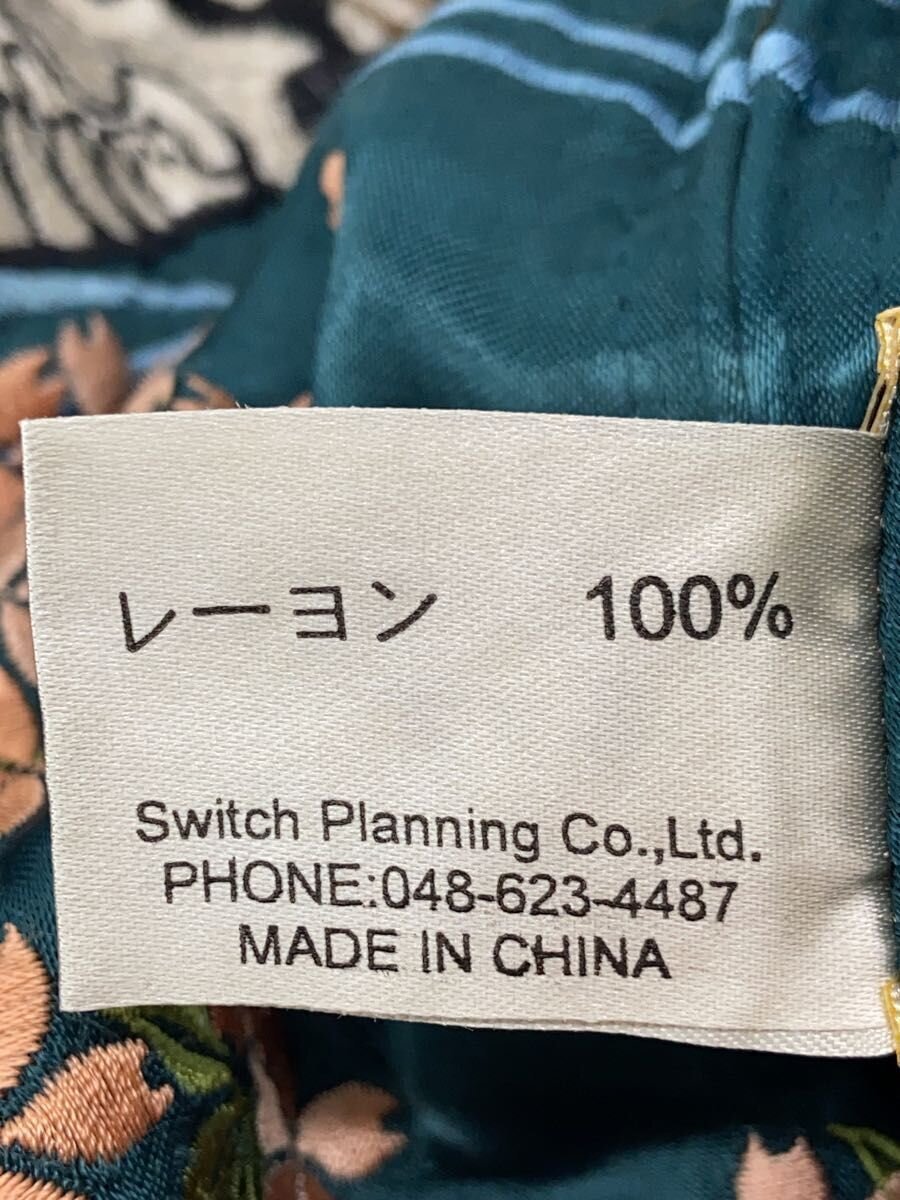 レーヨン 100%
Switch Planning Co.,Ltd.
PHONE:048-623-4487
MADE IN CHINA